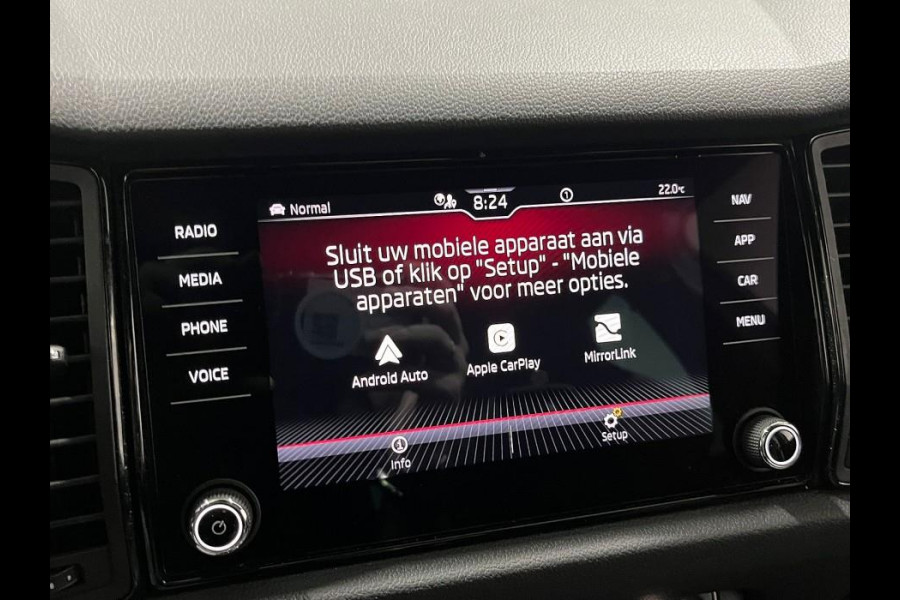 Normal 8:24 22.0°C
RADIO
MEDIA
PHONE
VOICE
Sluit uw mobiele apparaat aan via
USB of klik op "Setup" - "Mobiele
apparaten" voor meer opties.
Android Auto
Apple CarPlay
MirrorLink
Info
Setup
NAV
APP
CAR
MENU